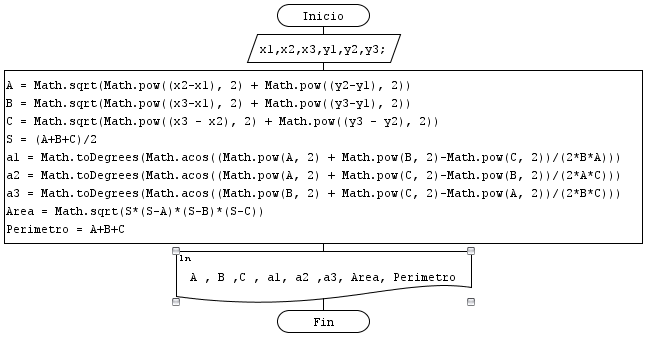 Inicio
x1,x2,x3,y1,y2,y3;
A = Math.sqrt(Math.pow((x2-x1), 2) + Math.pow((y2-y1), 2))
B = Math.sqrt(Math.pow((x3-x1), 2) + Math.pow((y3-y1), 2))
C = Math.sqrt(Math.pow((x3 - x2), 2) + Math.pow((y3 - y2), 2))
S = (A+B+C)/2
a1 = Math.toDegrees(Math.acos((Math.pow(A, 2) + Math.pow(B, 2)-Math.pow(C, 2))/(2*B*A)))
a2 = Math.toDegrees(Math.acos((Math.pow(A, 2) + Math.pow(C, 2)-Math.pow(B, 2))/(2*A*C)))
a3 = Math.toDegrees(Math.acos((Math.pow(B, 2) + Math.pow(C, 2)-Math.pow(A, 2))/(2*B*C)))
Area = Math.sqrt(S*(S-A)*(S-B)*(S-C))
Perimetro = A+B+C
ln
A , B ,C , a1, a2 ,a3, Area, Perimetro
Fin